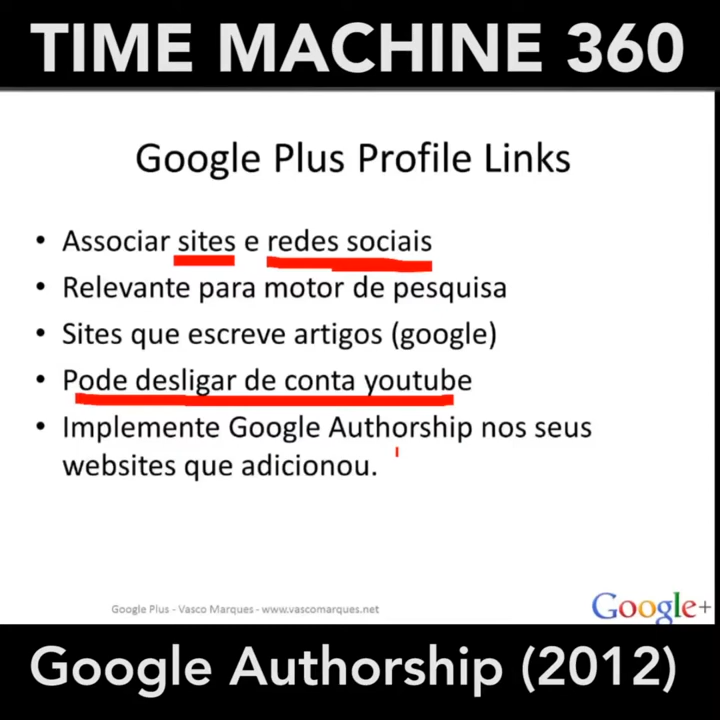 TIME MACHINE 360
Google Plus Profile Links
• Associar sites e redes sociais
• Relevante para motor de pesquisa
• Sites que escreve artigos (google)
• Pode desligar de conta youtube
• Implemente Google Authorship nos seus
websites que adicionou.
Google Plus - Vasco Marques - www.vascomarques.net
Google+
Google Authorship (2012)